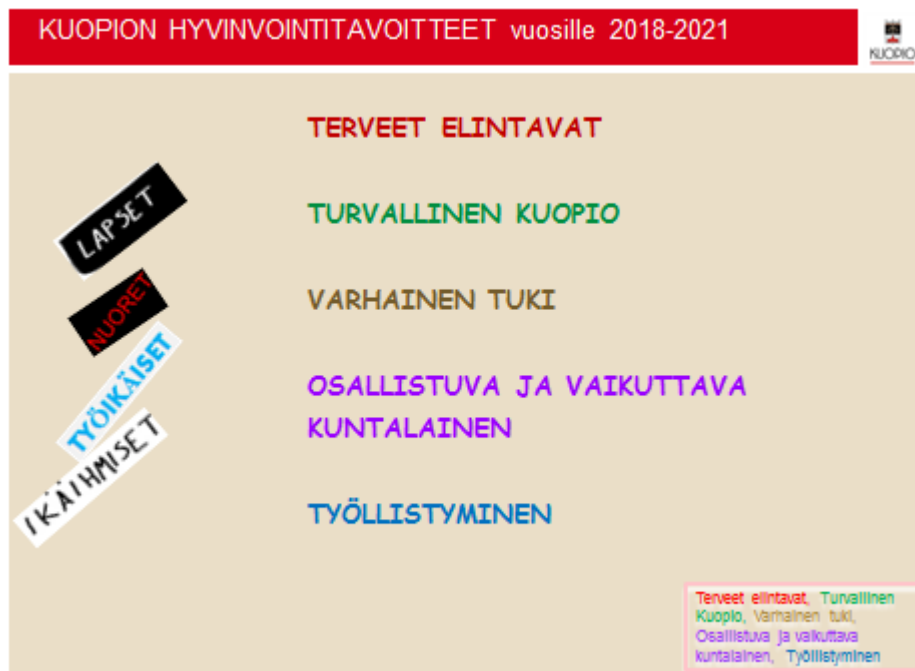 KUOPION HYVINVOINTITAVOITTEET vuosille 2018-2021
KUOPIO
TERVEET ELINTAVAT
LAPSET
TURVALLINEN KUOPIO
NUORET
VARHAINEN TUKI
TYÖIKÄISET
OSALLISTUVA JA VAIKUTTAVA
KUNTALAINEN
IKÄIHMISET
TYÖLLISTYMINEN
Terveet elintavat, Turvallinen
Kuopio, Varhainen tuki,
Osallistuva ja vaikuttava
kuntalainen, Työllistyminen